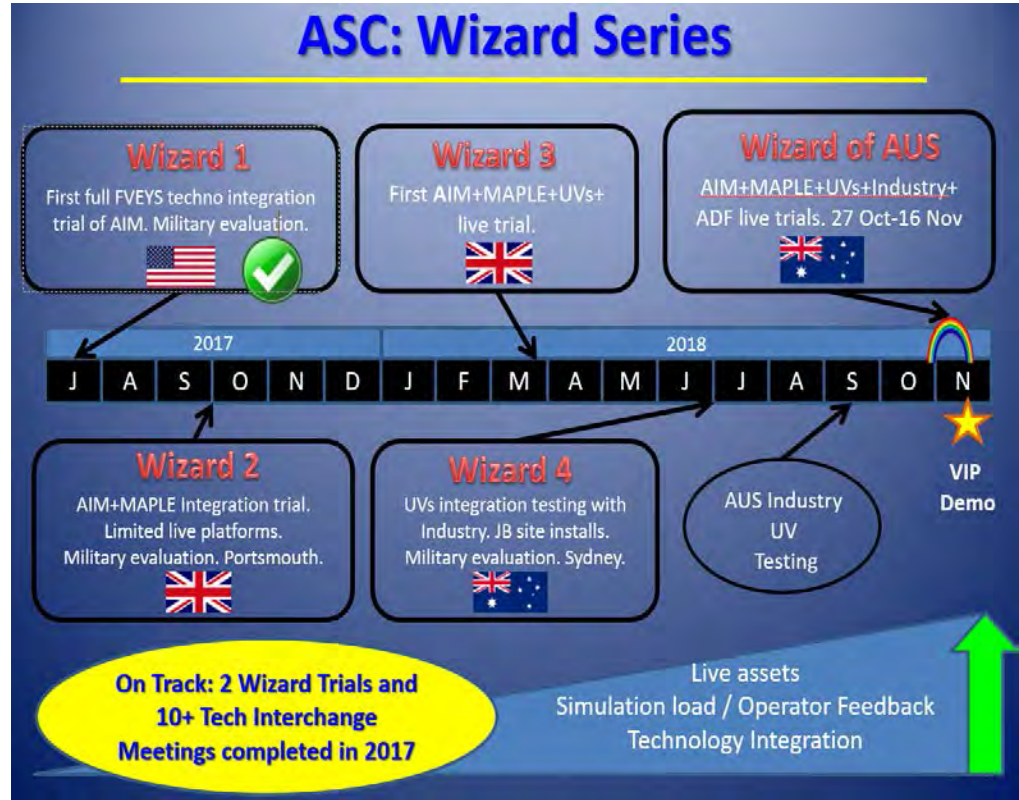 ASC: Wizard Series
Wizard 1
First full FVEYS techno integration
trial of AIM. Military evaluation.
Wizard 3
First AIM+MAPLE+UVs+
live trial.
Wizard of AUS
AIM+MAPLE+UVs+Industry+
ADF live trials. 27 Oct-16 Nov
2017
2018
J A S O N D J F M A M J J A S O N
Wizard 2
AIM+MAPLE Integration trial.
Limited live platforms.
Military evaluation. Portsmouth.
Wizard 4
UVs integration testing with
Industry. JB site installs.
Military evaluation. Sydney.
AUS Industry
UV
Testing
VIP
Demo
On Track: 2 Wizard Trials and
10+ Tech Interchange
Meetings completed in 2017
Live assets
Simulation load / Operator Feedback
Technology Integration